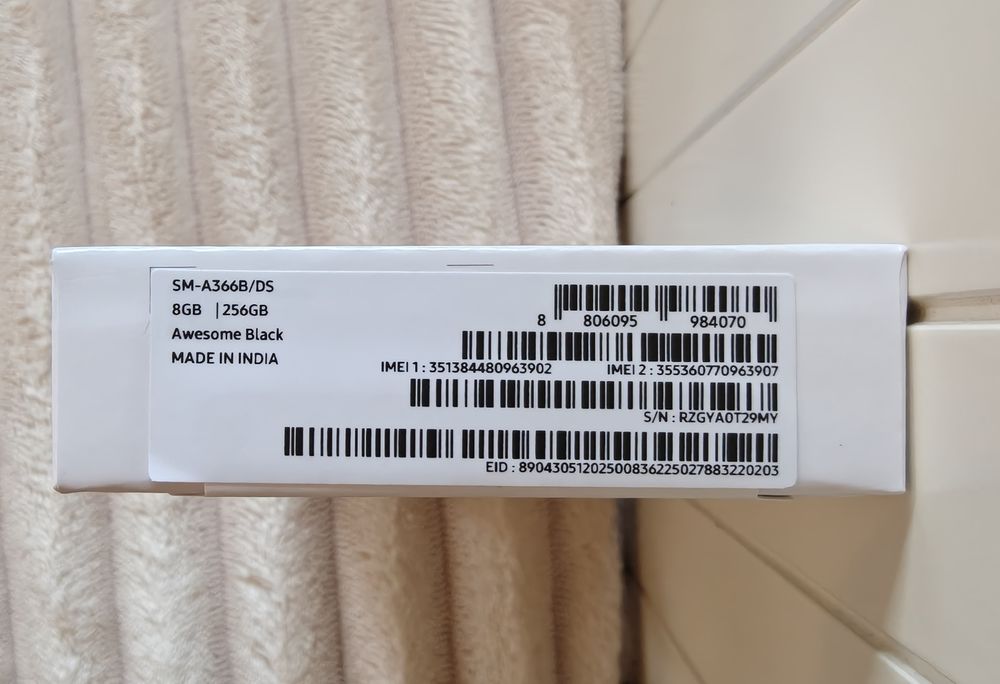 SM-A366B/DS
8GB | 256GB
Awesome Black
MADE IN INDIA
8 806095 984070
IMEI 1 : 351384480963902 IMEI 2 : 355360770963907
S/N : RZGYA0T29MY
EID : 89043051202500836225027883220203